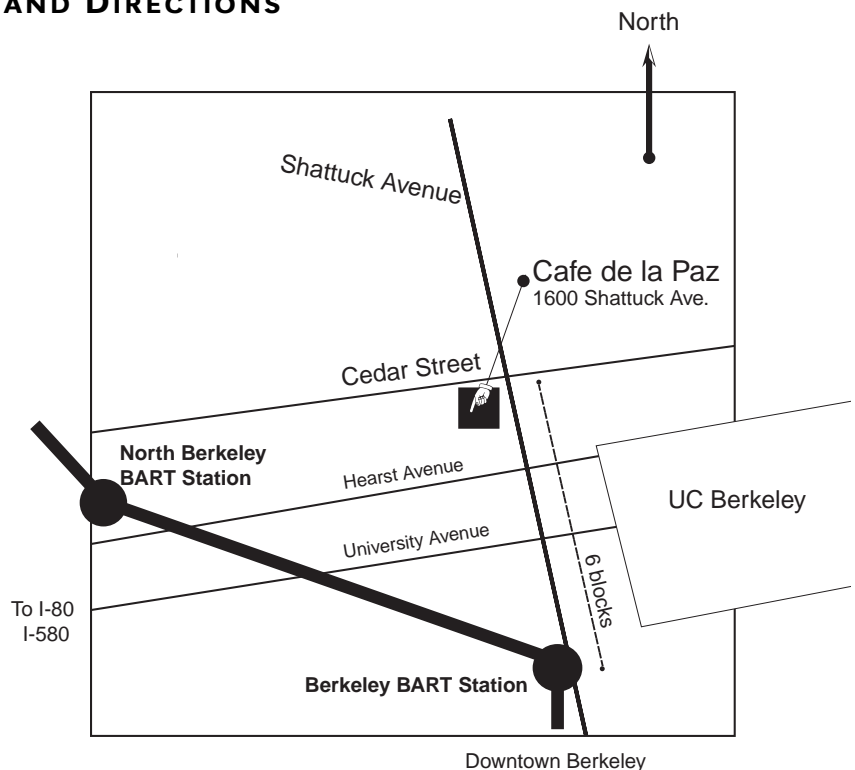 AND DIRECTIONS
North
Shattuck Avenue
Cafe de la Paz
1600 Shattuck Ave.
Cedar Street
North Berkeley
BART Station
Hearst Avenue
UC Berkeley
University Avenue
6 blocks
To I-80
I-580
Berkeley BART Station
Downtown Berkeley